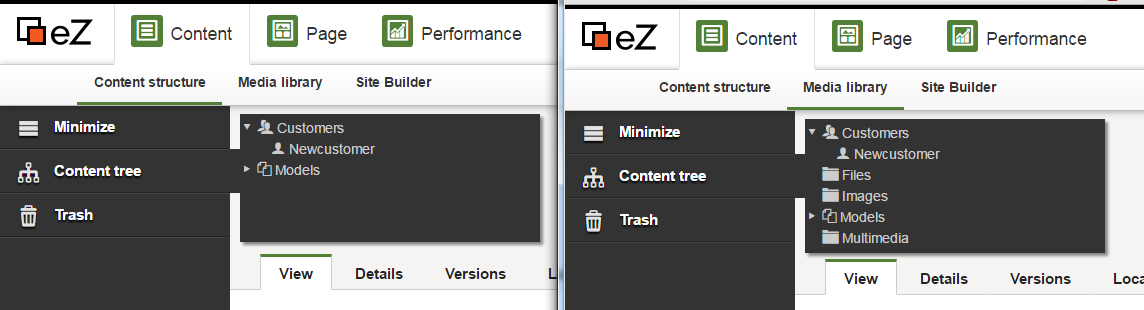 eZ Content Page Performance
Content structure Media library Site Builder
Minimize
Content tree
Trash
Customers
Newcustomer
Models
View Details Versions L
eZ Content Page Performance
Content structure Media library Site Builder
Minimize
Content tree
Trash
Customers
Newcustomer
Files
Images
Models
Multimedia
View Details Versions Loca